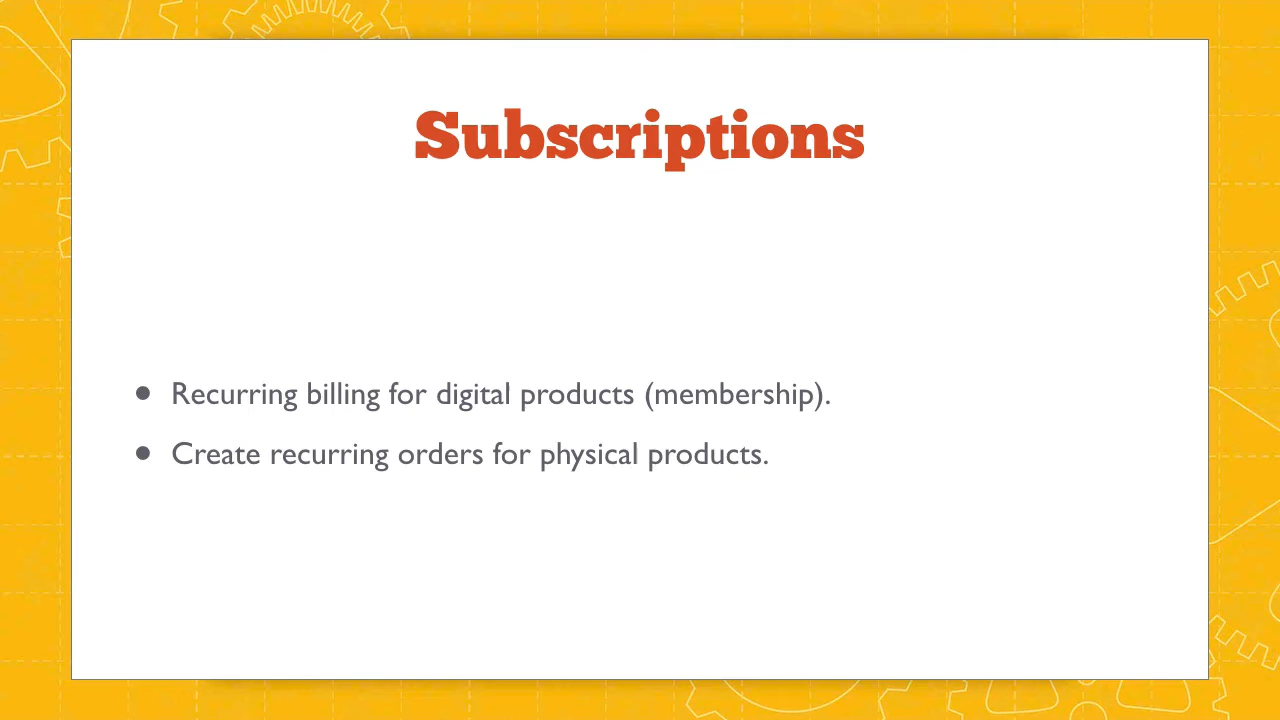 Subscriptions
• Recurring billing for digital products (membership).
• Create recurring orders for physical products.